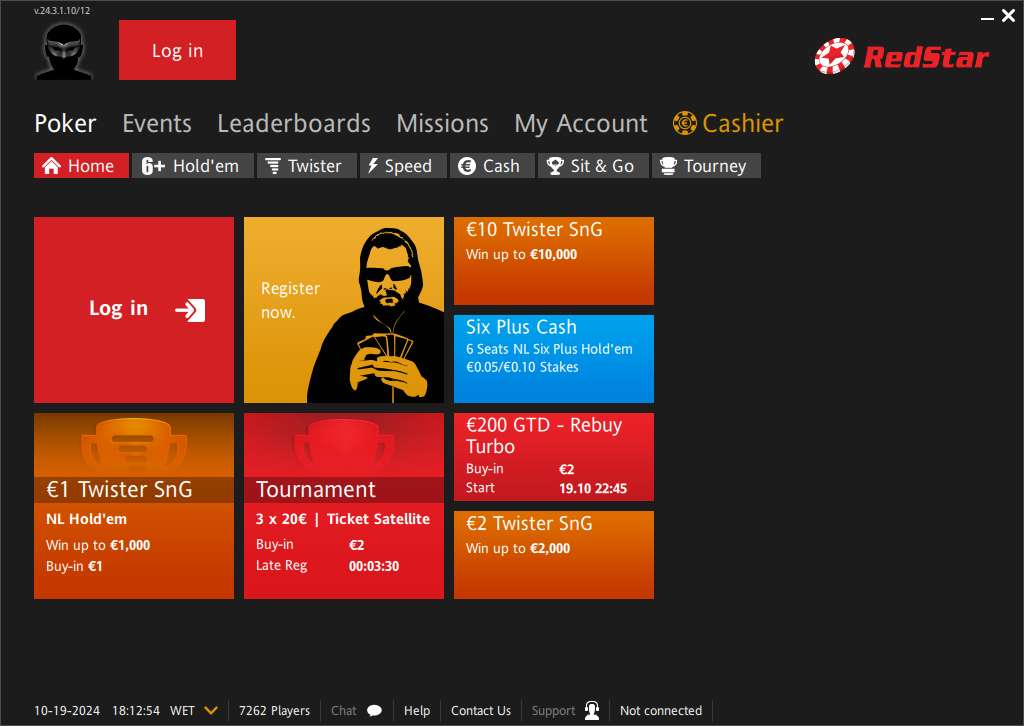 v.24.3.1.10/12
Log in
RedStar
Poker Events Leaderboards Missions My Account Cashier
Home 6+ Hold'em Twister Speed Cash Sit & Go Tourney
Log in
Register
now.
€10 Twister SnG
Win up to €10,000
Six Plus Cash
6 Seats NL Six Plus Hold'em
€0.05/€0.10 Stakes
€1 Twister SnG
NL Hold'em
Win up to €1,000
Buy-in €1
Tournament
3 x 20€ | Ticket Satellite
Buy-in €2
Late Reg 00:03:30
€200 GTD - Rebuy
Turbo
Buy-in €2
Start 19.10 22:45
€2 Twister SnG
Win up to €2,000
10-19-2024 18:12:54 WET 7262 Players Chat Help Contact Us Support Not connected